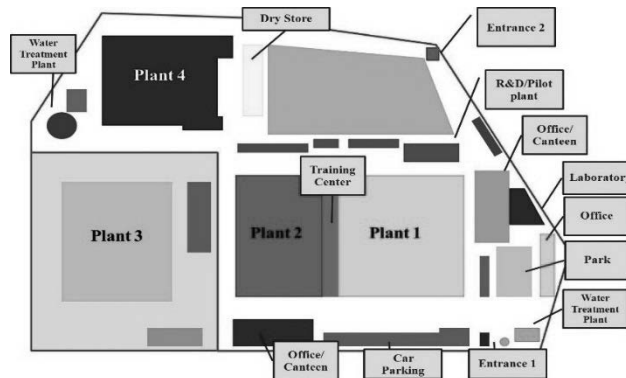 Dry Store
Entrance 2
Water
Treatment
Plant
Plant 4
R&D/Pilot
plant
Office/
Canteen
Training
Center
Laboratory
Office
Plant 3
Plant 2
Plant 1
Park
Water
Treatment
Plant
Office/
Canteen
Car
Parking
Entrance 1